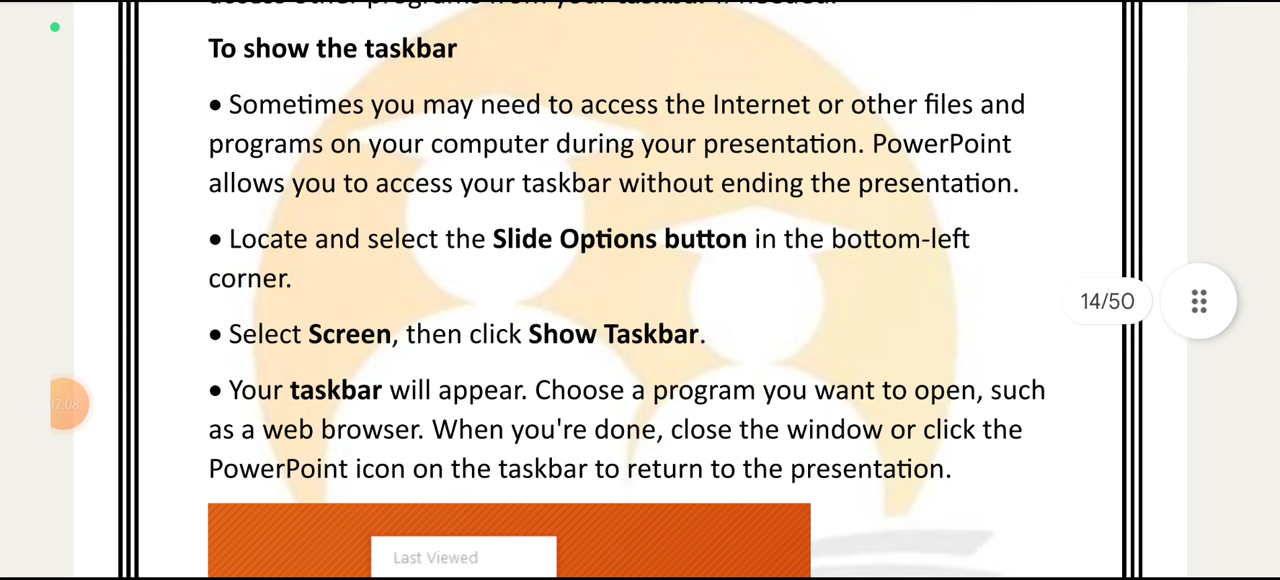 To show the taskbar
• Sometimes you may need to access the Internet or other files and
programs on your computer during your presentation. PowerPoint
allows you to access your taskbar without ending the presentation.
• Locate and select the Slide Options button in the bottom-left
corner.
14/50
• Select Screen, then click Show Taskbar.
• Your taskbar will appear. Choose a program you want to open, such
07:08
as a web browser. When you're done, close the window or click the
PowerPoint icon on the taskbar to return to the presentation.
Last Viewed